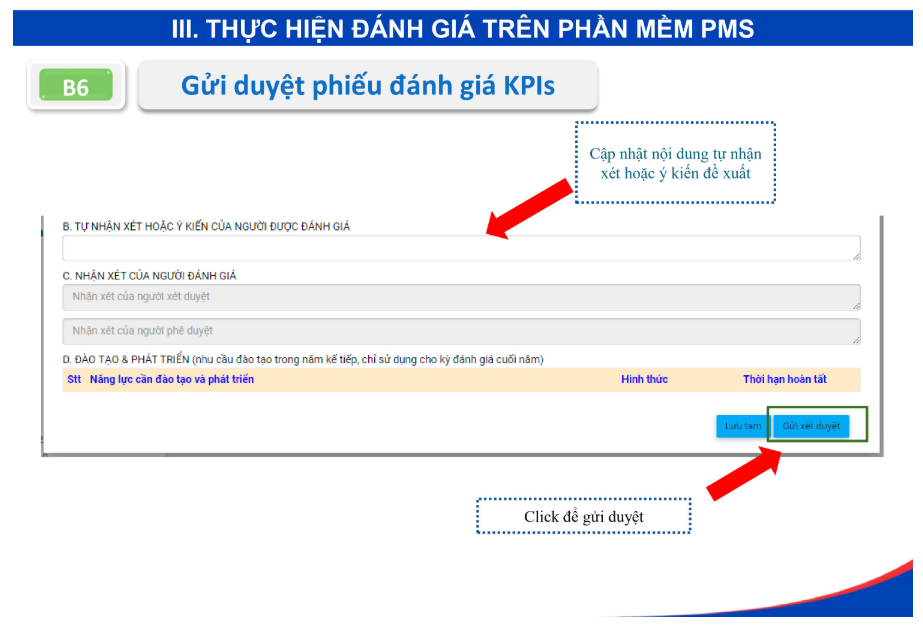 III. THỰC HIỆN ĐÁNH GIÁ TRÊN PHẦN MỀM PMS
B6
Gửi duyệt phiếu đánh giá KPIs
Cập nhật nội dung tự nhận
xét hoặc ý kiến đề xuất
B. TỰ NHẬN XÉT HOẶC Ý KIẾN CỦA NGƯỜI ĐƯỢC ĐÁNH GIÁ
C. NHẬN XÉT CỦA NGƯỜI ĐÁNH GIÁ
Nhận xét của người xét duyệt
Nhận xét của người phê duyệt
D. ĐÀO TẠO & PHÁT TRIỂN (nhu cầu đào tạo trong năm kế tiếp, chỉ sử dụng cho kỳ đánh giá cuối năm)
Stt Năng lực cần đào tạo và phát triển Hình thức Thời hạn hoàn tất
Lưu tạm Gửi xét duyệt
Click để gửi duyệt